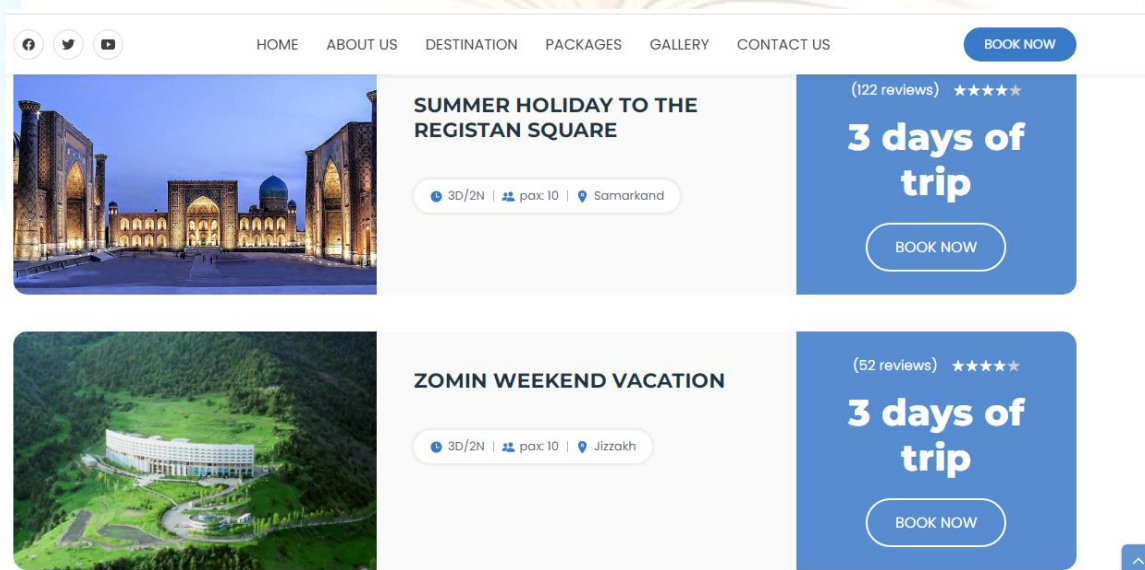 HOME ABOUT US DESTINATION PACKAGES GALLERY CONTACT US BOOK NOW
SUMMER HOLIDAY TO THE
REGISTAN SQUARE
3D/2N | pax: 10 | Samarkand
(122 reviews) ★★★★★
3 days of
trip
BOOK NOW
ZOMIN WEEKEND VACATION
3D/2N | pax: 10 | Jizzakh
(52 reviews) ★★★★★
3 days of
trip
BOOK NOW